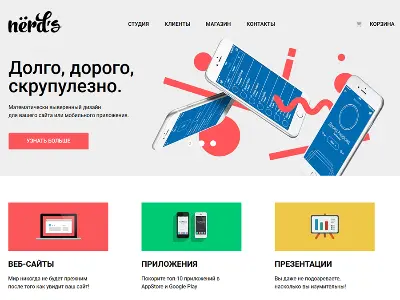 nërd's
СТУДИЯ КЛИЕНТЫ МАГАЗИН КОНТАКТЫ КОРЗИНА
Долго, дорого,
скрупулезно.
Математически выверенный дизайн
для вашего сайта или мобильного приложения.
УЗНАТЬ БОЛЬШЕ
ВЕБ-САЙТЫ
Мир никогда не будет прежним
после того как увидит ваш сайт!
ПРИЛОЖЕНИЯ
Покорите топ 10 приложений в
AppStore и Google Play
ПРЕЗЕНТАЦИИ
Вы даже не подозреваете,
насколько вы изумительны!